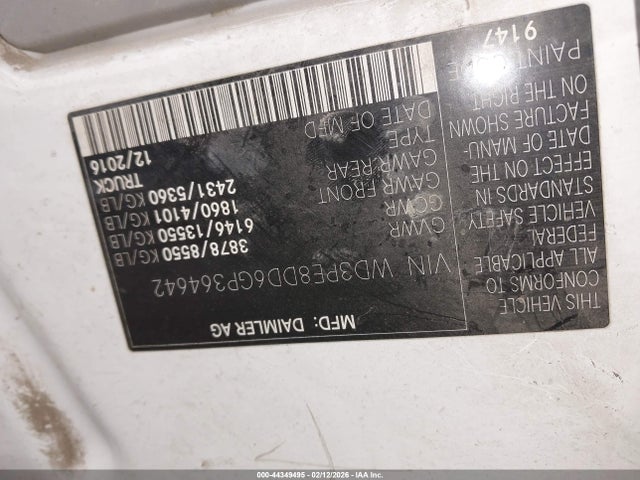 MFD: DAIMLER AG
VIN WD3PE8DD6GP364642
GVWR 3878/8550 KG/LB
GCWR 6146/13550 KG/LB
GAWR FRONT 1860/4101 KG/LB
GAWR REAR 2431/5360 KG/LB
TYPE TRUCK
DATE OF MFD 12/2016
THIS VEHICLE
CONFORMS TO
ALL APPLICABLE
FEDERAL
VEHICLE SAFETY
STANDARDS IN
EFFECT ON THE
DATE OF MANU
FACTURE SHOWN
ON THE RIGHT
PAINT
9147
000-44349495 - 02/12/2026 - IAAI Inc.